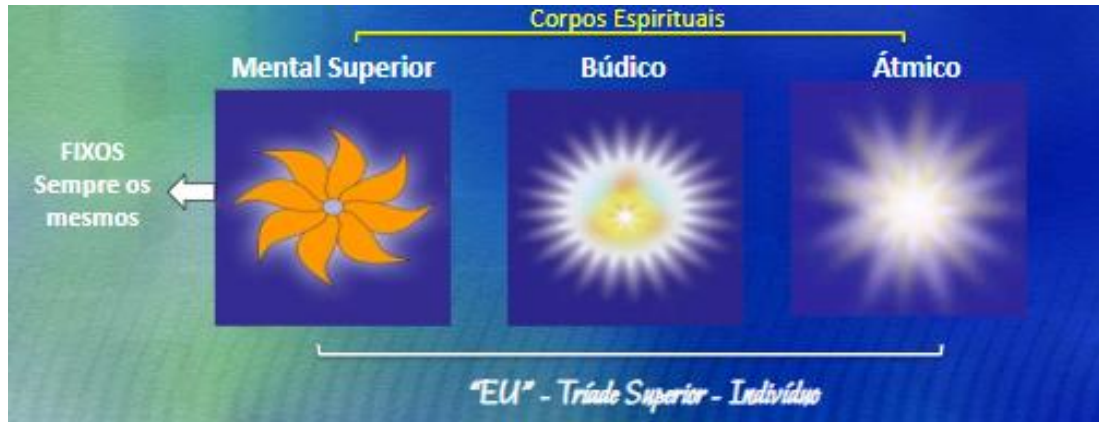 Corpos Espirituais
Mental Superior
Búdico
Átmico
FIXOS
Sempre os
mesmos
"EU" - Tríade Superior - Indivíduo